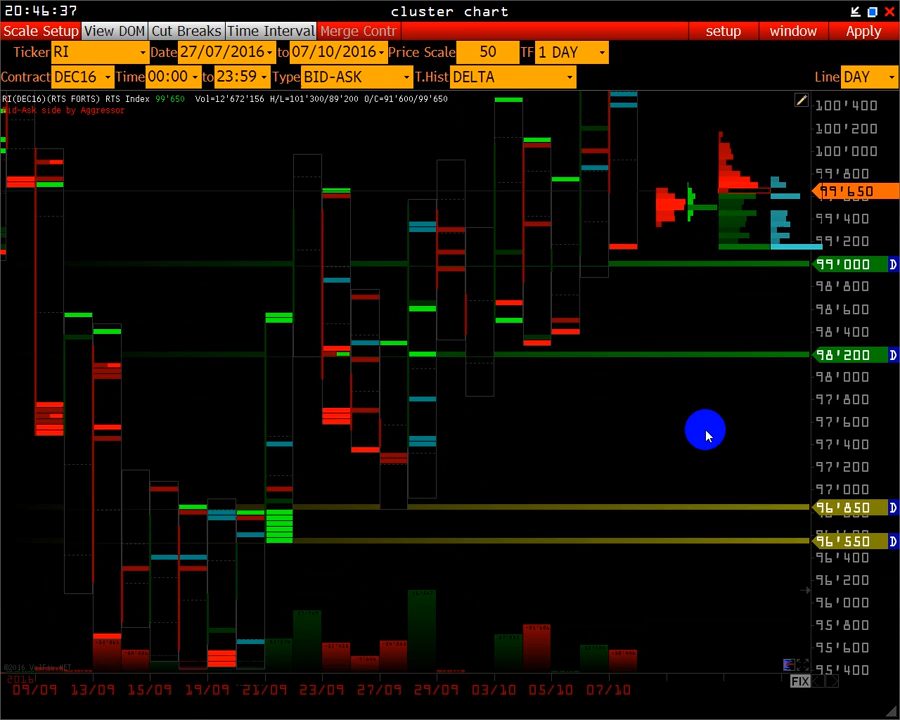 20:46:37 cluster chart
Scale Setup View DOM Cut Breaks Time Interval Merge Contr setup window Apply
Ticker RI Date 27/07/2016 to 07/10/2016 Price Scale 50 TF 1 DAY
Contract DEC16 Time 00:00 to 23:59 Type BID-ASK T.Hist DELTA Line DAY
RI(DEC16)(RTS FORTS) RTS Index 99'650 Vol=12'672'156 H/L=101'300/89'200 O/C=91'600/99'650
Bid-Ask side by Aggressor
100'400
100'200
100'000
99'800
99'650
99'400
99'200
99'000 D
98'800
98'600
98'400
98'200 D
98'000
97'800
97'600
97'400
97'200
97'000
96'850 D
96'550 D
96'400
96'200
96'000
95'800
95'600
95'400
©2016 VolFix.NET
2016
FIX
09/09 13/09 15/09 19/09 21/09 23/09 27/09 29/09 03/10 05/10 07/10